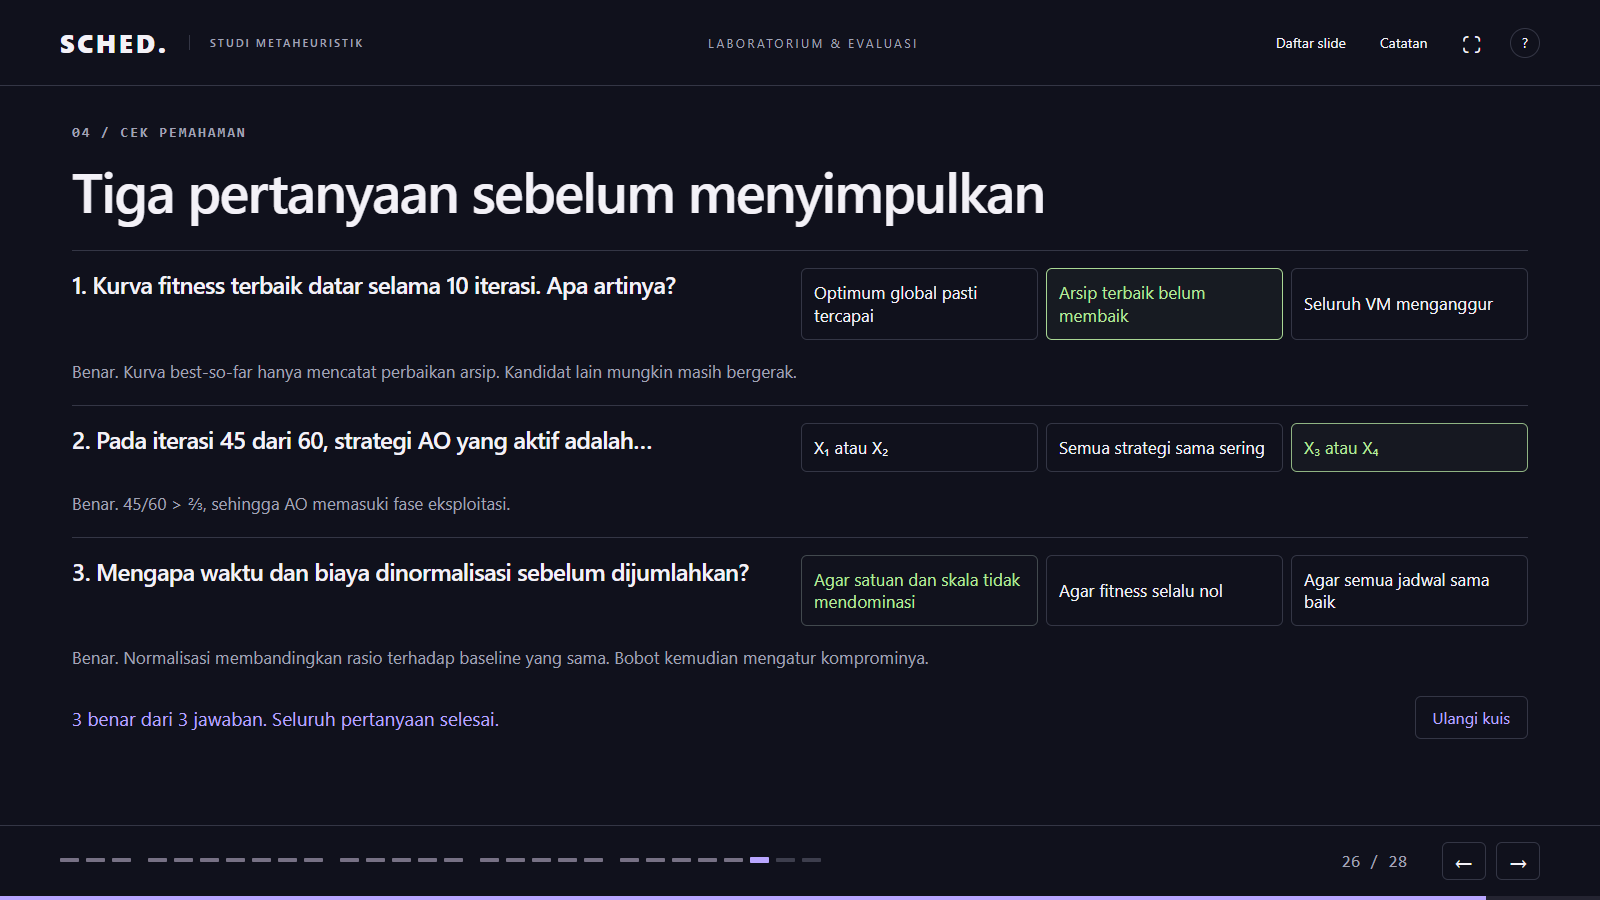 SCHED.
STUDI METAHEURISTIK
LABORATORIUM & EVALUASI
Daftar slide
Catatan
?
04 / CEK PEMAHAMAN
Tiga pertanyaan sebelum menyimpulkan
1. Kurva fitness terbaik datar selama 10 iterasi. Apa artinya?
Optimum global pasti
tercapai
Arsip terbaik belum
membaik
Seluruh VM menganggur
Benar. Kurva best-so-far hanya mencatat perbaikan arsip. Kandidat lain mungkin masih bergerak.
2. Pada iterasi 45 dari 60, strategi AO yang aktif adalah…
X₁ atau X₂
Semua strategi sama sering
X₃ atau X₄
Benar. 45/60 > ⅔, sehingga AO memasuki fase eksploitasi.
3. Mengapa waktu dan biaya dinormalisasi sebelum dijumlahkan?
Agar satuan dan skala tidak
mendominasi
Agar fitness selalu nol
Agar semua jadwal sama
baik
Benar. Normalisasi membandingkan rasio terhadap baseline yang sama. Bobot kemudian mengatur komprominya.
3 benar dari 3 jawaban. Seluruh pertanyaan selesai.
Ulangi kuis
26 / 28
← →